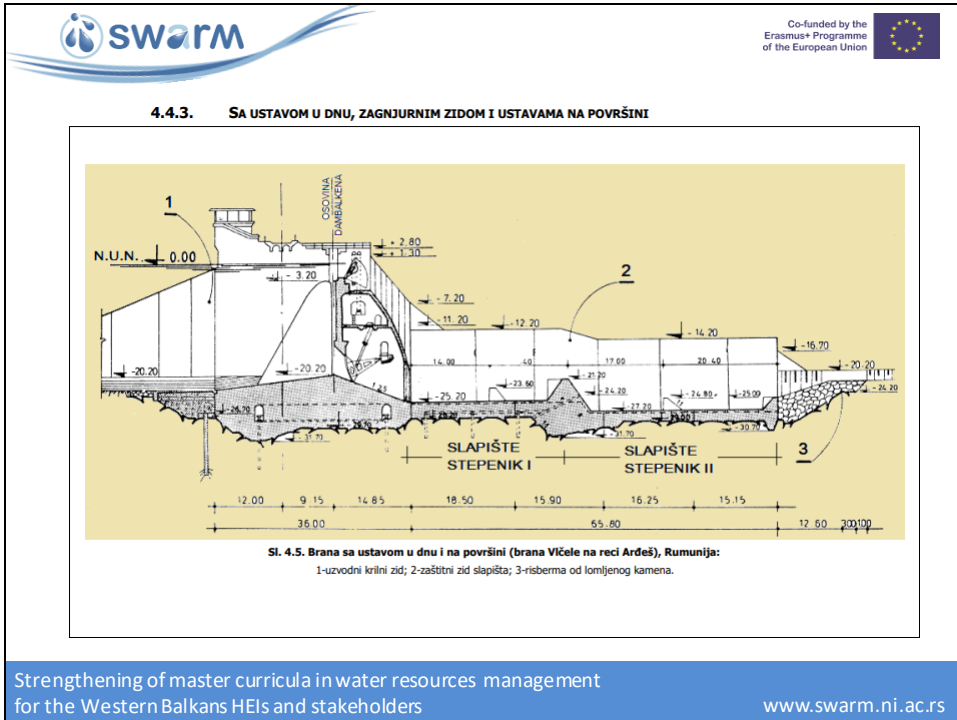 swarm
Co-funded by the
Erasmus+ Programme
of the European Union
4.4.3. SA USTAVOM U DNU, ZAGNJURNIM ZIDOM I USTAVAMA NA POVRŠINI
OSOVINA
DAMBALKENA
1
N.U.N. 0.00
+ 2.80
+ 1.30
- 3.20
2
- 7.20
- 11.20
- 12.20
- 14.20
- 16.70
14.00
40
17.00
20.40
-20.20
-20.20
- 20.20
-23.60
-21.20
- 24.20
- 24.80
-25.00
- 24.20
- 25.20
-27.20
-31.70
SLAPIŠTE
STEPENIK I
SLAPIŠTE
STEPENIK II
3
12.00
9.15
14.85
18.50
15.90
16.25
15.15
36.00
65.80
12.60
300
100
Sl. 4.5. Brana sa ustavom u dnu i na površini (brana Vlčele na reci Ardeš), Rumunija:
1-uzvodni krilni zid; 2-zaštitni zid slapišta; 3-risberma od lomljenog kamena.
Strengthening of master curricula in water resources management
for the Western Balkans HEIs and stakeholders
www.swarm.ni.ac.rs